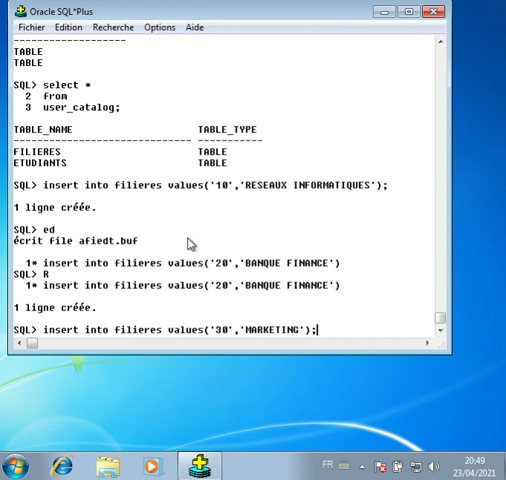 Oracle SQL*Plus
Fichier Edition Recherche Options Aide
--------------------
TABLE
TABLE
SQL> select *
2 from
3 user_catalog;
TABLE_NAME TABLE_TYPE
------------------------------ -----------
FILIERES TABLE
ETUDIANTS TABLE
SQL> insert into filieres values('10','RESEAUX INFORMATIQUES');
1 ligne créée.
SQL> ed
écrit file afiedt.buf
1* insert into filieres values('20','BANQUE FINANCE')
SQL> R
1* insert into filieres values('20','BANQUE FINANCE')
1 ligne créée.
SQL> insert into filieres values('30','MARKETING');
FR
20:49
23/04/2021